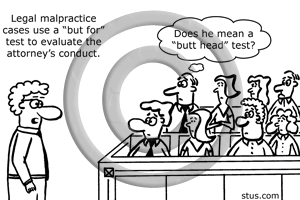 Legal malpractice
cases use a “but for”
test to evaluate the
attorney’s conduct.
Does he mean a
“butt head” test?
stus.com